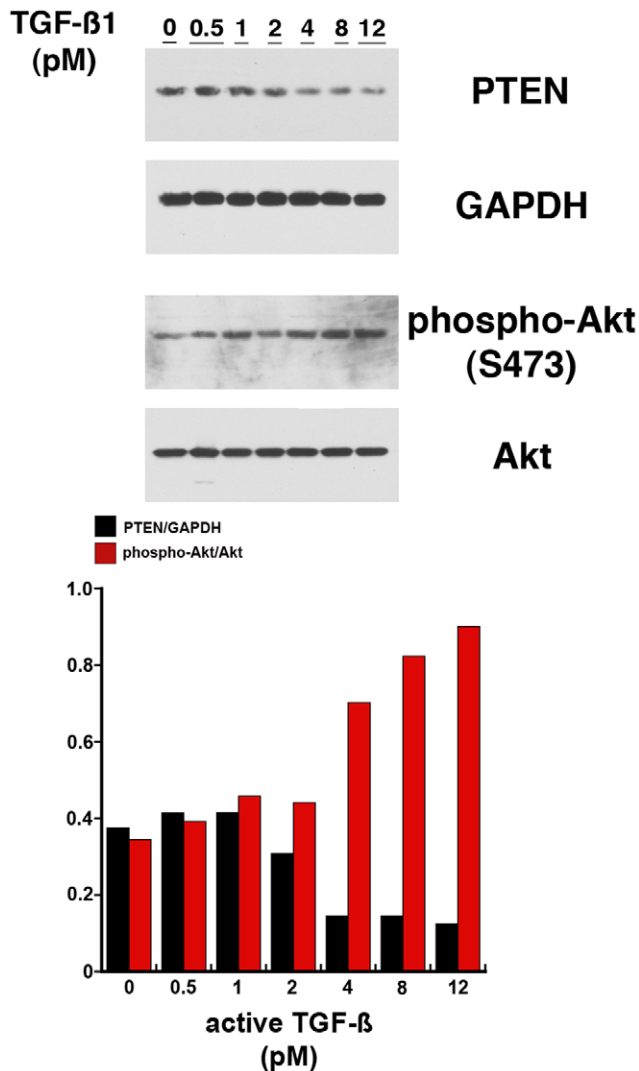 TGF-ß1
(pM)
0 0.5 1 2 4 8 12
PTEN
GAPDH
phospho-Akt
(S473)
Akt
PTEN/GAPDH
phospho-Akt/Akt
1.0
0.8
0.6
0.4
0.2
0
0 0.5 1 2 4 8 12
active TGF-ß
(pM)